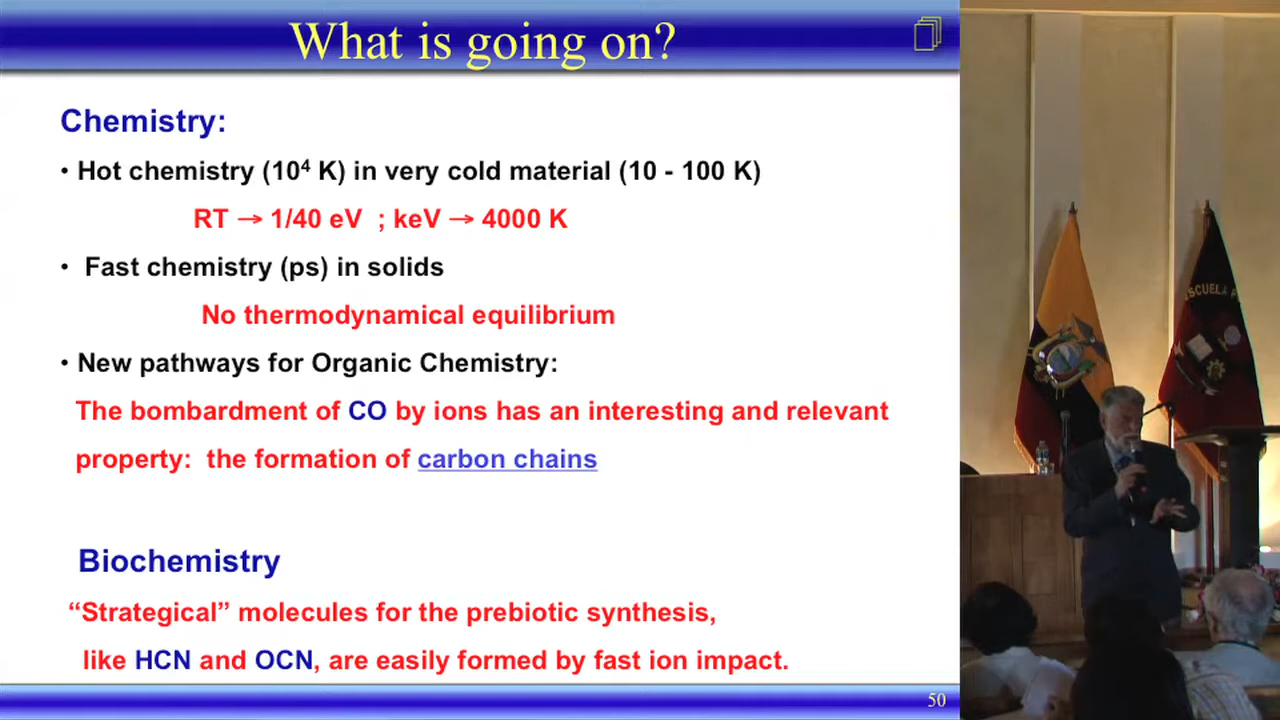 What is going on?
Chemistry:
• Hot chemistry (10⁴ K) in very cold material (10 - 100 K)
RT → 1/40 eV ; keV → 4000 K
• Fast chemistry (ps) in solids
No thermodynamical equilibrium
• New pathways for Organic Chemistry:
The bombardment of CO by ions has an interesting and relevant
property: the formation of carbon chains
Biochemistry
“Strategical” molecules for the prebiotic synthesis,
like HCN and OCN, are easily formed by fast ion impact.
50